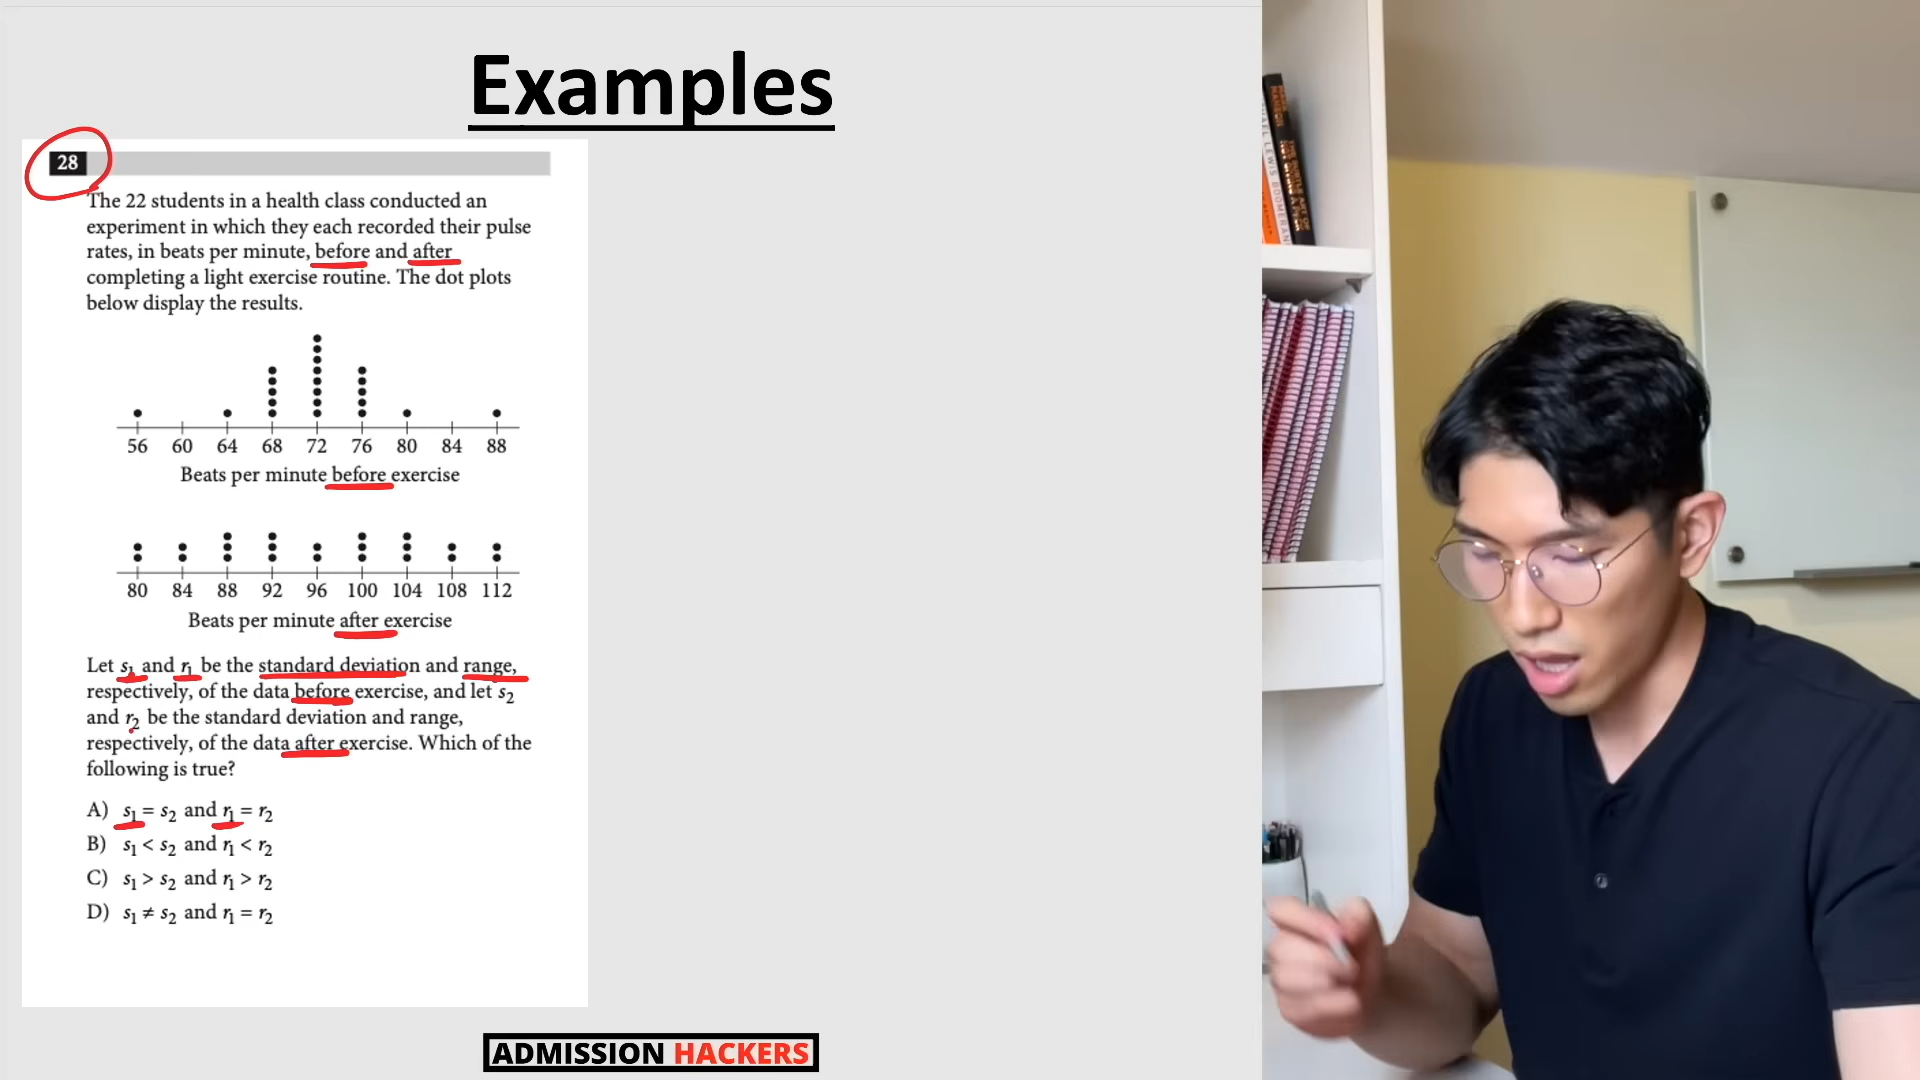 Examples
28
The 22 students in a health class conducted an
experiment in which they each recorded their pulse
rates, in beats per minute, before and after
completing a light exercise routine. The dot plots
below display the results.
56 60 64 68 72 76 80 84 88
Beats per minute before exercise
80 84 88 92 96 100 104 108 112
Beats per minute after exercise
Let s₁ and r₁ be the standard deviation and range,
respectively, of the data before exercise, and let s₂
and r₂ be the standard deviation and range,
respectively, of the data after exercise. Which of the
following is true?
A) s₁ = s₂ and r₁ = r₂
B) s₁ < s₂ and r₁ < r₂
C) s₁ > s₂ and r₁ > r₂
D) s₁ ≠ s₂ and r₁ = r₂
ADMISSION HACKERS